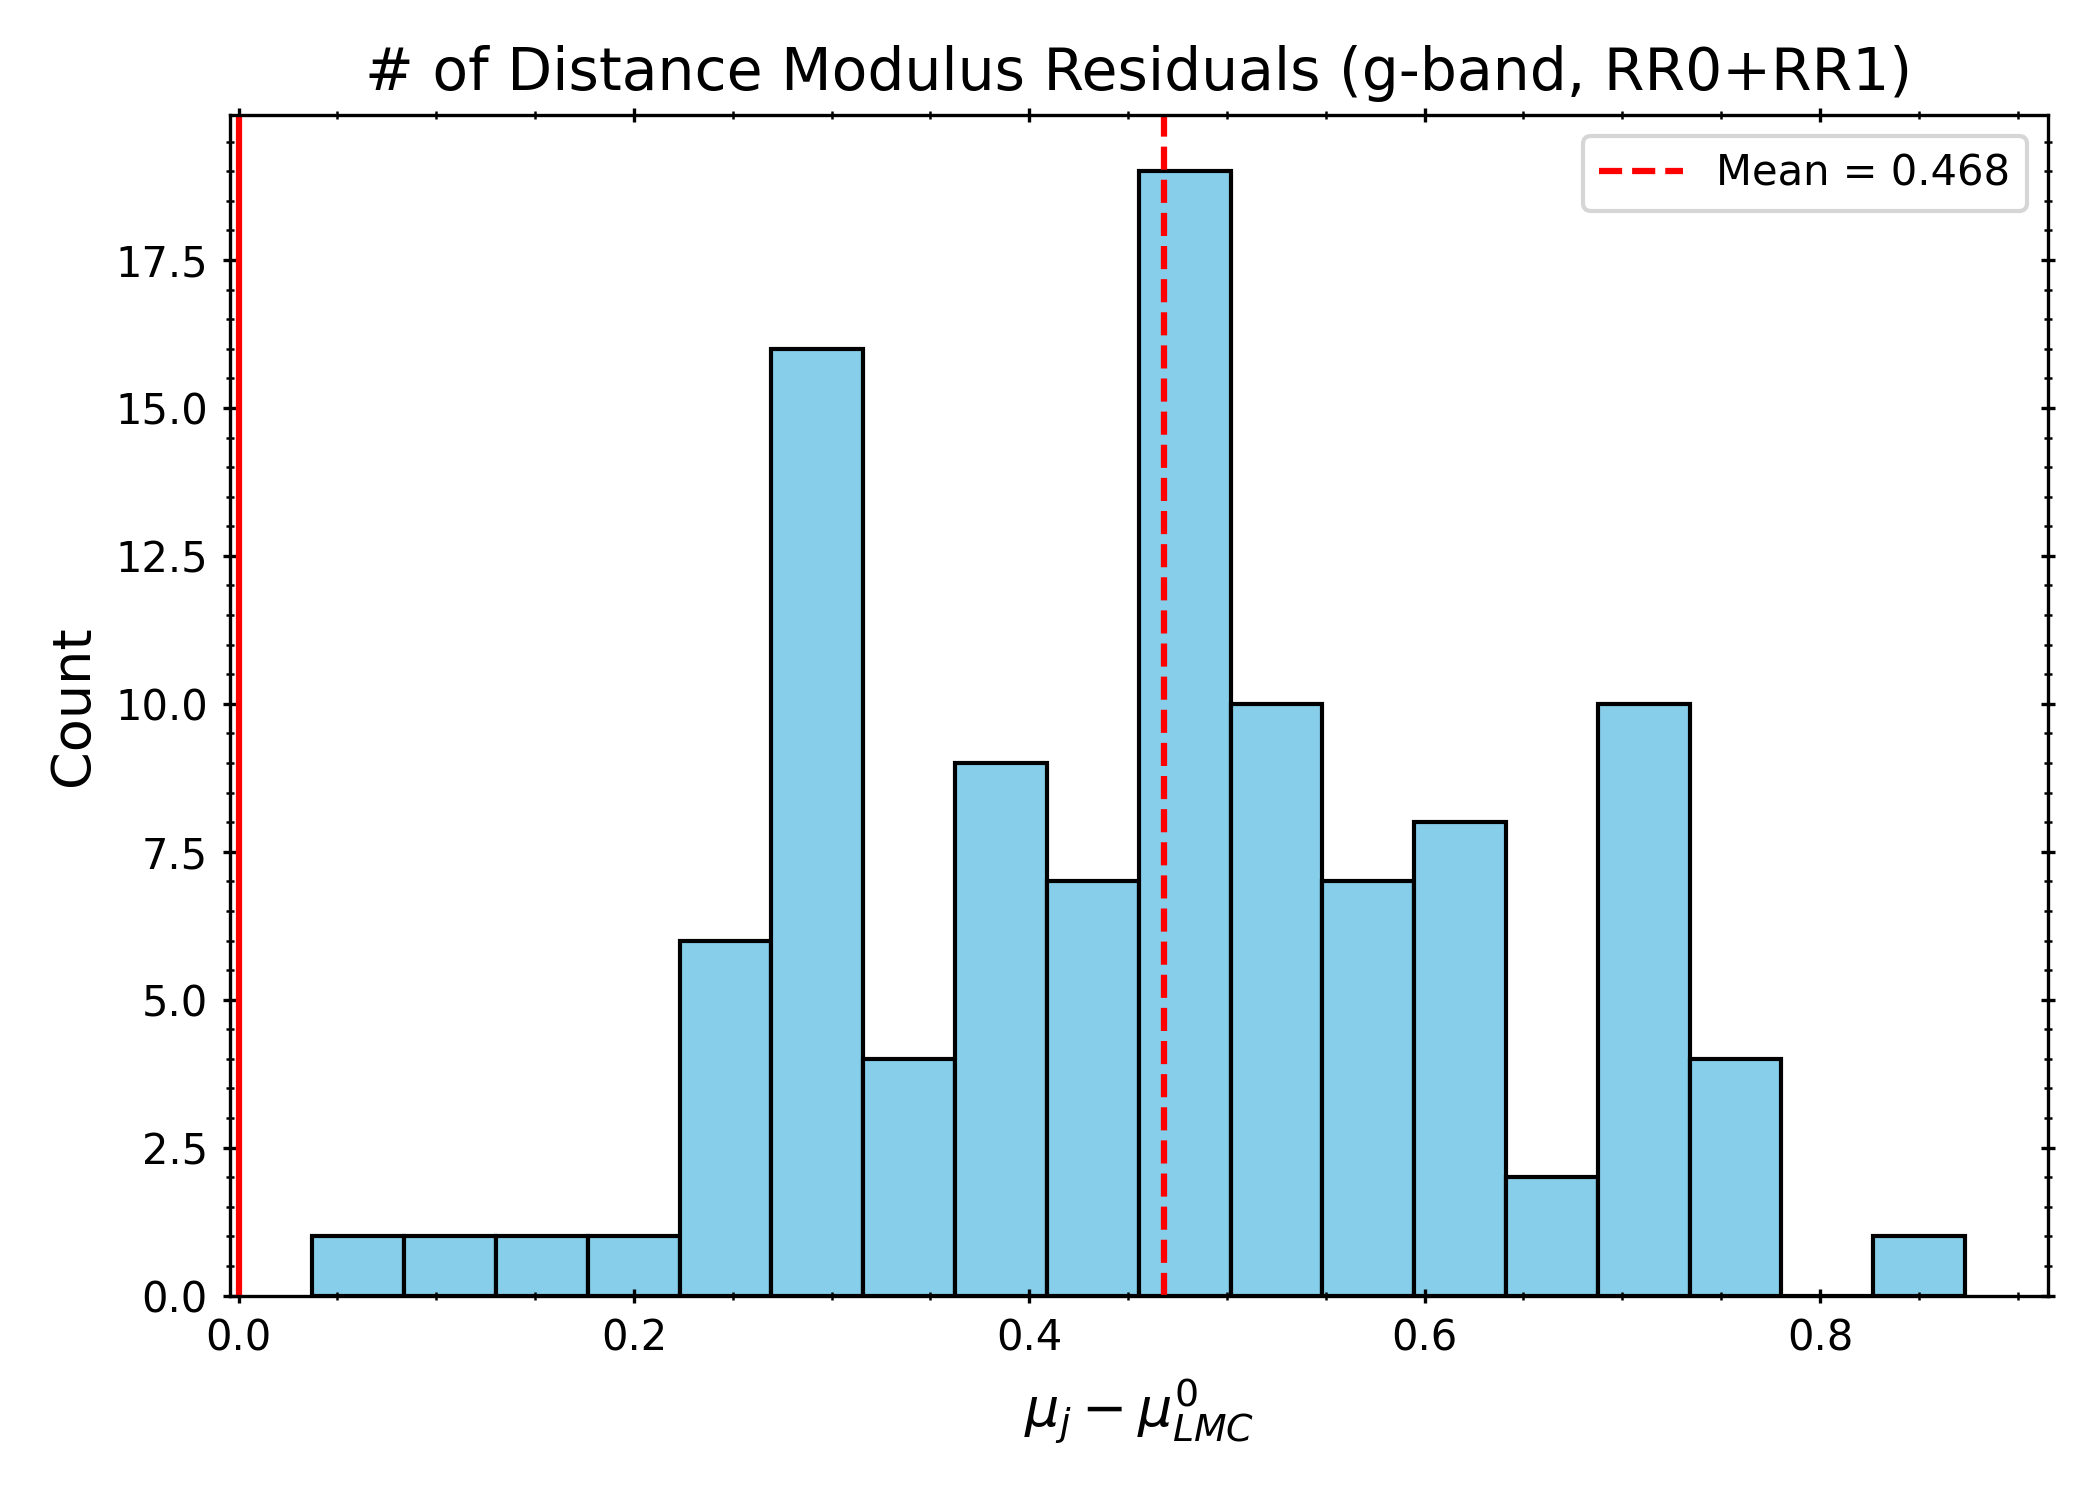 # of Distance Modulus Residuals (g-band, RR0+RR1)
Mean = 0.468
Count
17.5
15.0
12.5
10.0
7.5
5.0
2.5
0.0
0.0 0.2 0.4 0.6 0.8
μ_j − μ^0_LMC